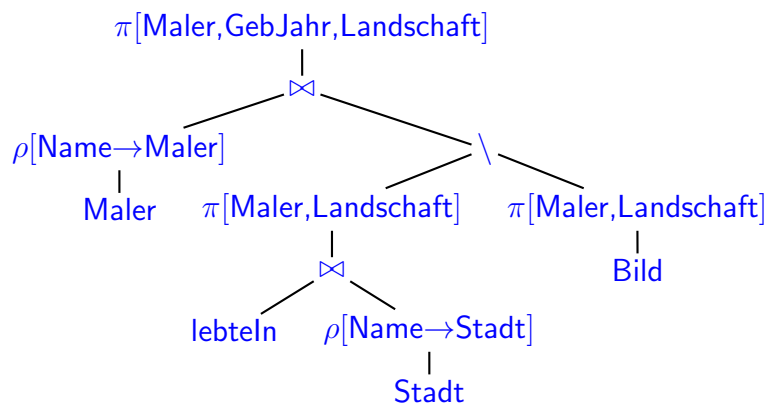 π[Maler,GebJahr,Landschaft]
⋈
ρ[Name→Maler]
\
Maler
π[Maler,Landschaft]
π[Maler,Landschaft]
⋈
Bild
lebteIn
ρ[Name→Stadt]
Stadt